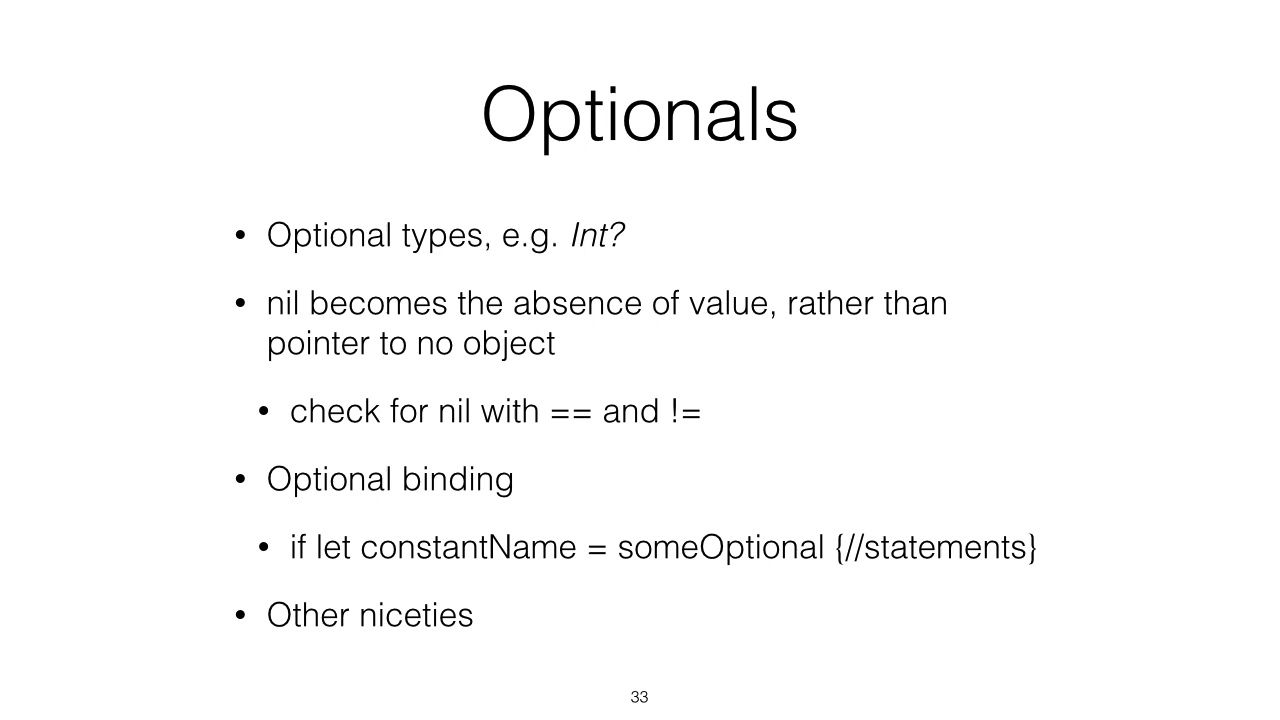 Optionals
• Optional types, e.g. Int?
• nil becomes the absence of value, rather than
pointer to no object
• check for nil with == and !=
• Optional binding
• if let constantName = someOptional {//statements}
• Other niceties
33